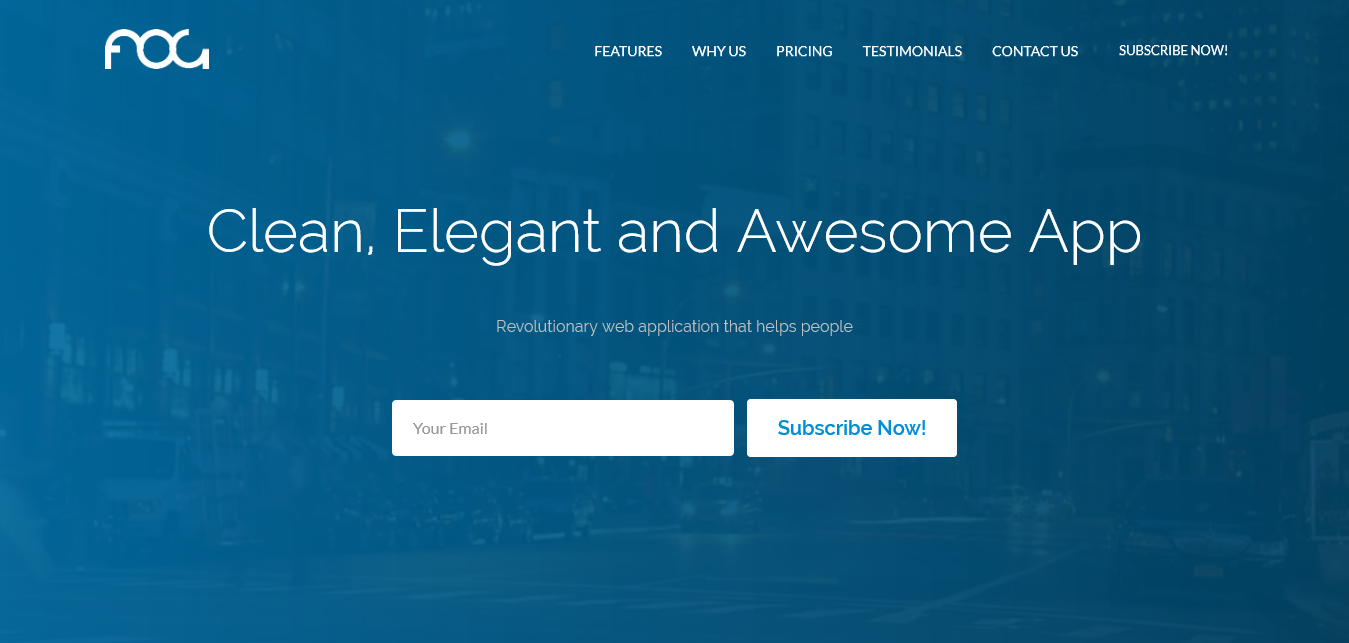 FOG
FEATURES WHY US PRICING TESTIMONIALS CONTACT US SUBSCRIBE NOW!
Clean, Elegant and Awesome App
Revolutionary web application that helps people
Your Email Subscribe Now!